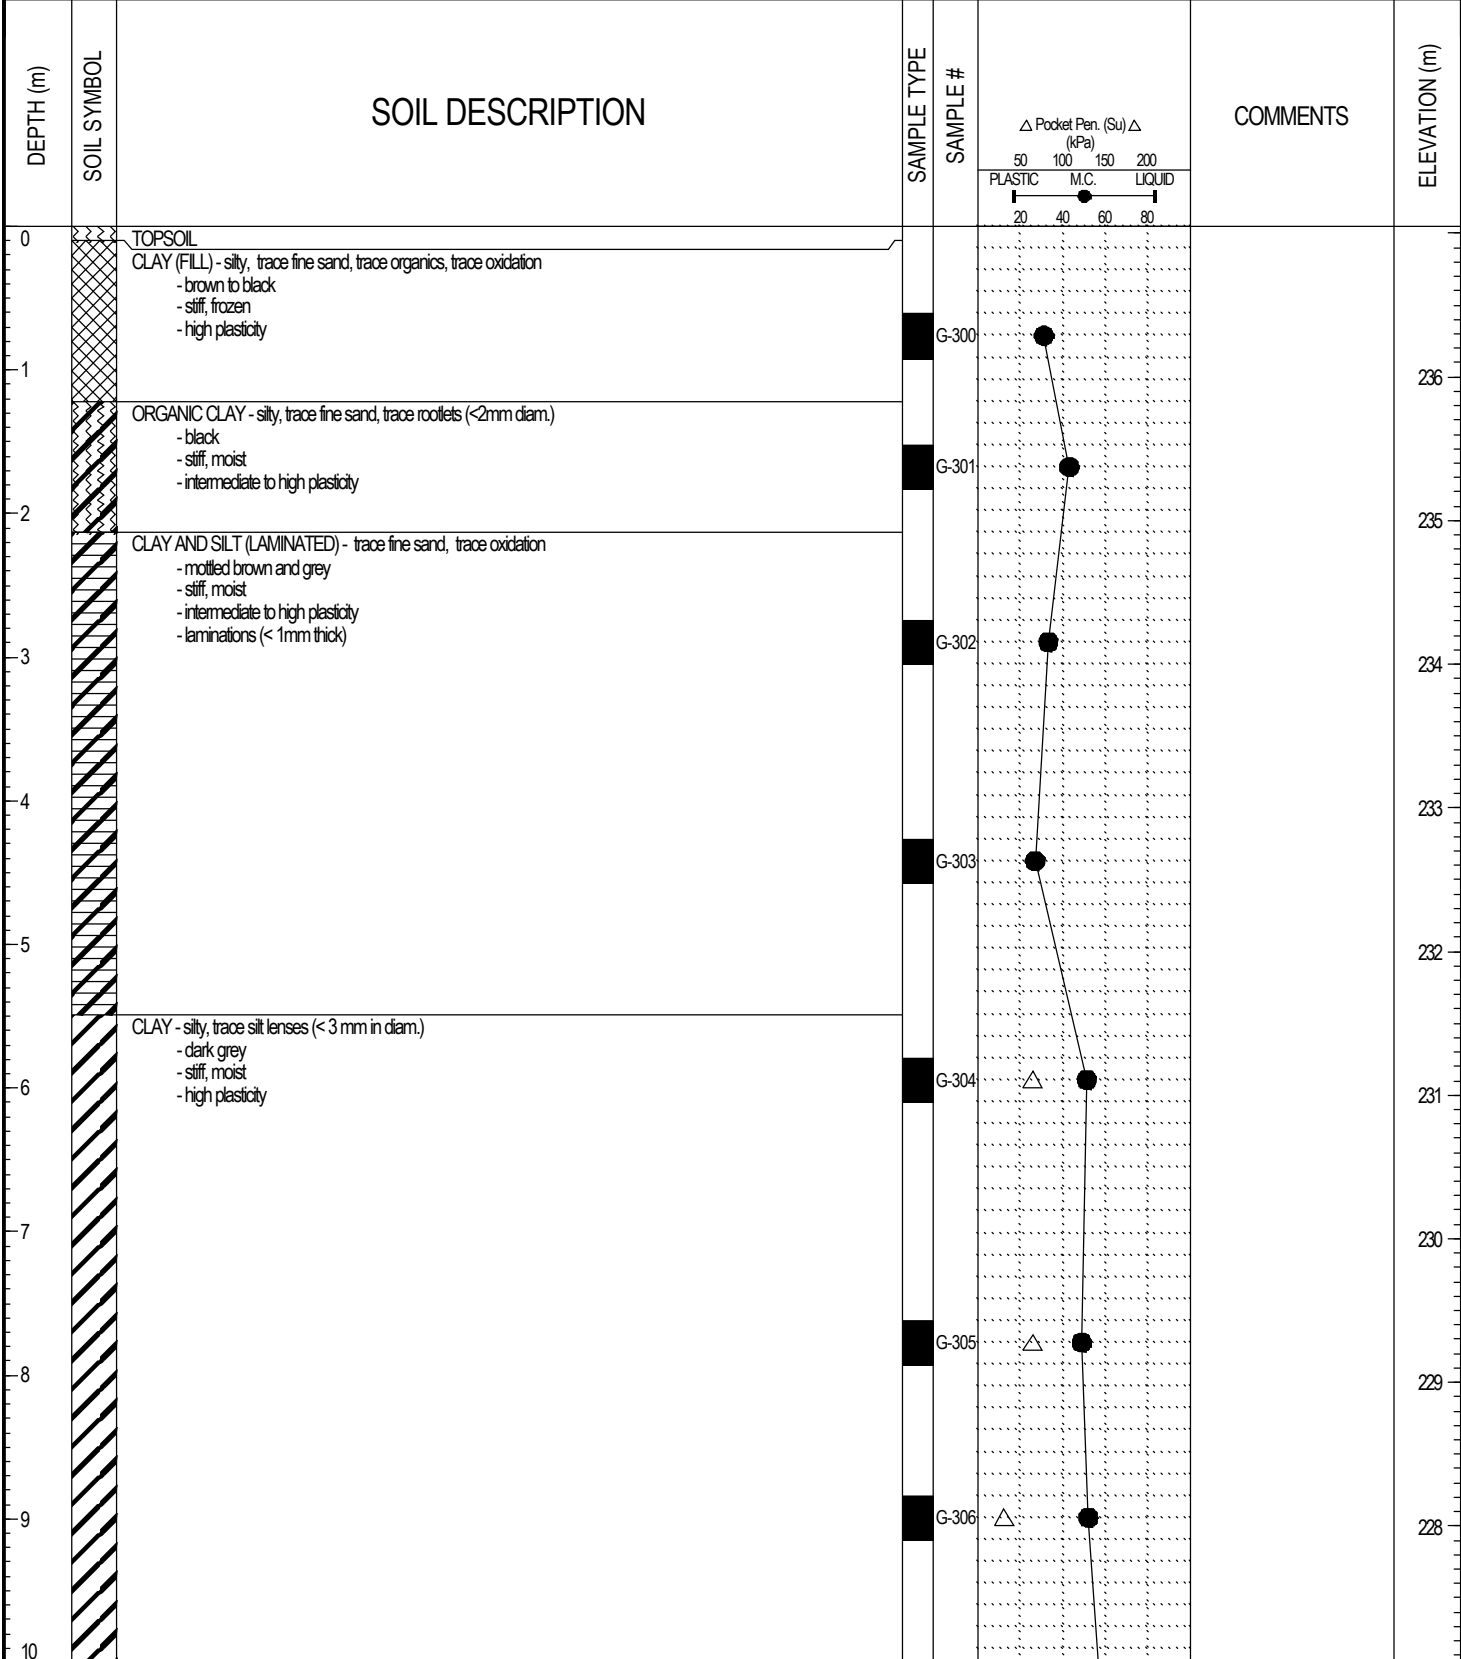 DEPTH (m)
SOIL SYMBOL
SOIL DESCRIPTION
SAMPLE TYPE
SAMPLE #
△ Pocket Pen. (Su) △
(kPa)
50 100 150 200
PLASTIC M.C. LIQUID
20 40 60 80
COMMENTS
ELEVATION (m)
0
TOPSOIL
CLAY (FILL) - silty, trace fine sand, trace organics, trace oxidation
- brown to black
- stiff, frozen
- high plasticity
G-300
1
236
ORGANIC CLAY - silty, trace fine sand, trace rootlets (<2mm diam.)
- black
- stiff, moist
G-301
- intermediate to high plasticity
2
235
CLAY AND SILT (LAMINATED) - trace fine sand, trace oxidation
- mottled brown and grey
- stiff, moist
- intermediate to high plasticity
- laminations (< 1mm thick)
G-302
3
234
4
233
G-303
5
232
CLAY - silty, trace silt lenses (< 3 mm in diam.)
- dark grey
- stiff, moist
G-304
6
- high plasticity
231
7
230
G-305
8
229
G-306
9
228
10